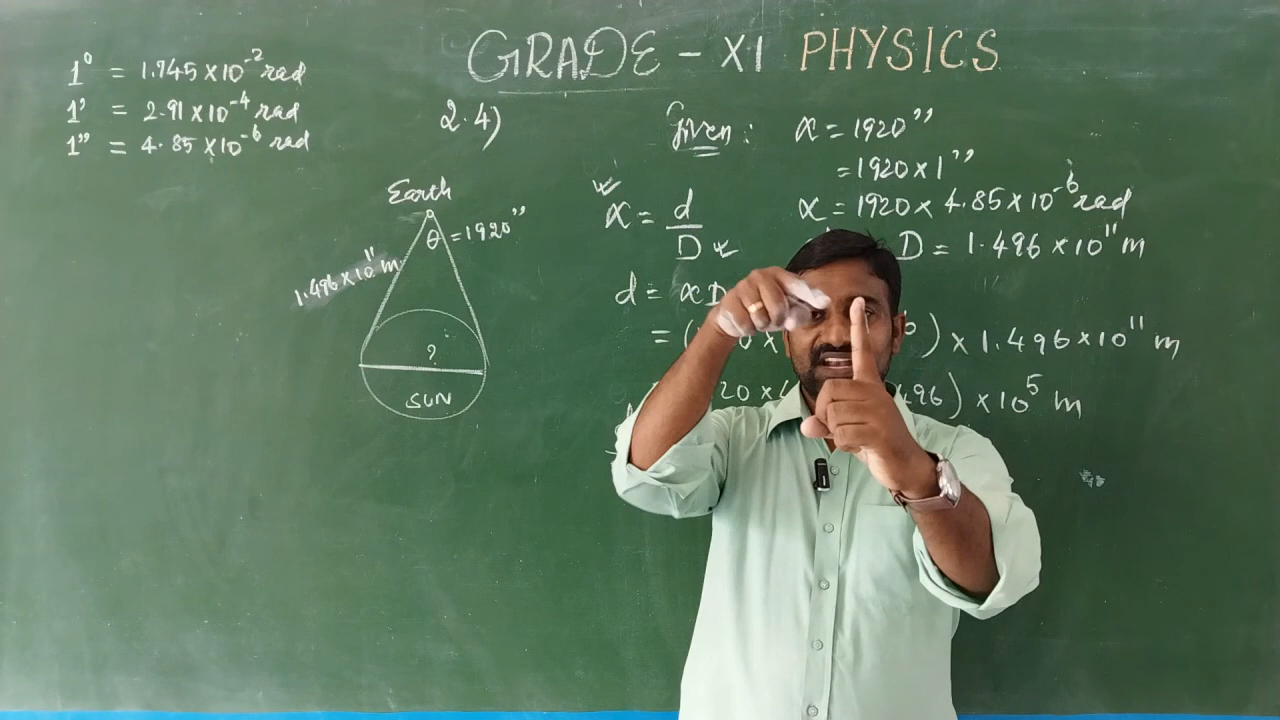 GRADE - XI PHYSICS
1° = 1.745 × 10⁻² rad
1' = 2.91 × 10⁻⁴ rad
1" = 4.85 × 10⁻⁶ rad
2.4)
Given : α = 1920"
= 1920 × 1"
α = d/D
α = 1920 × 4.85 × 10⁻⁶ rad
D = 1.496 × 10¹¹ m
d = αD
= ( ) × 1.496 × 10¹¹ m
) × 10⁵ m
Earth
θ = 1920"
1.496 × 10¹¹ m
?
SUN